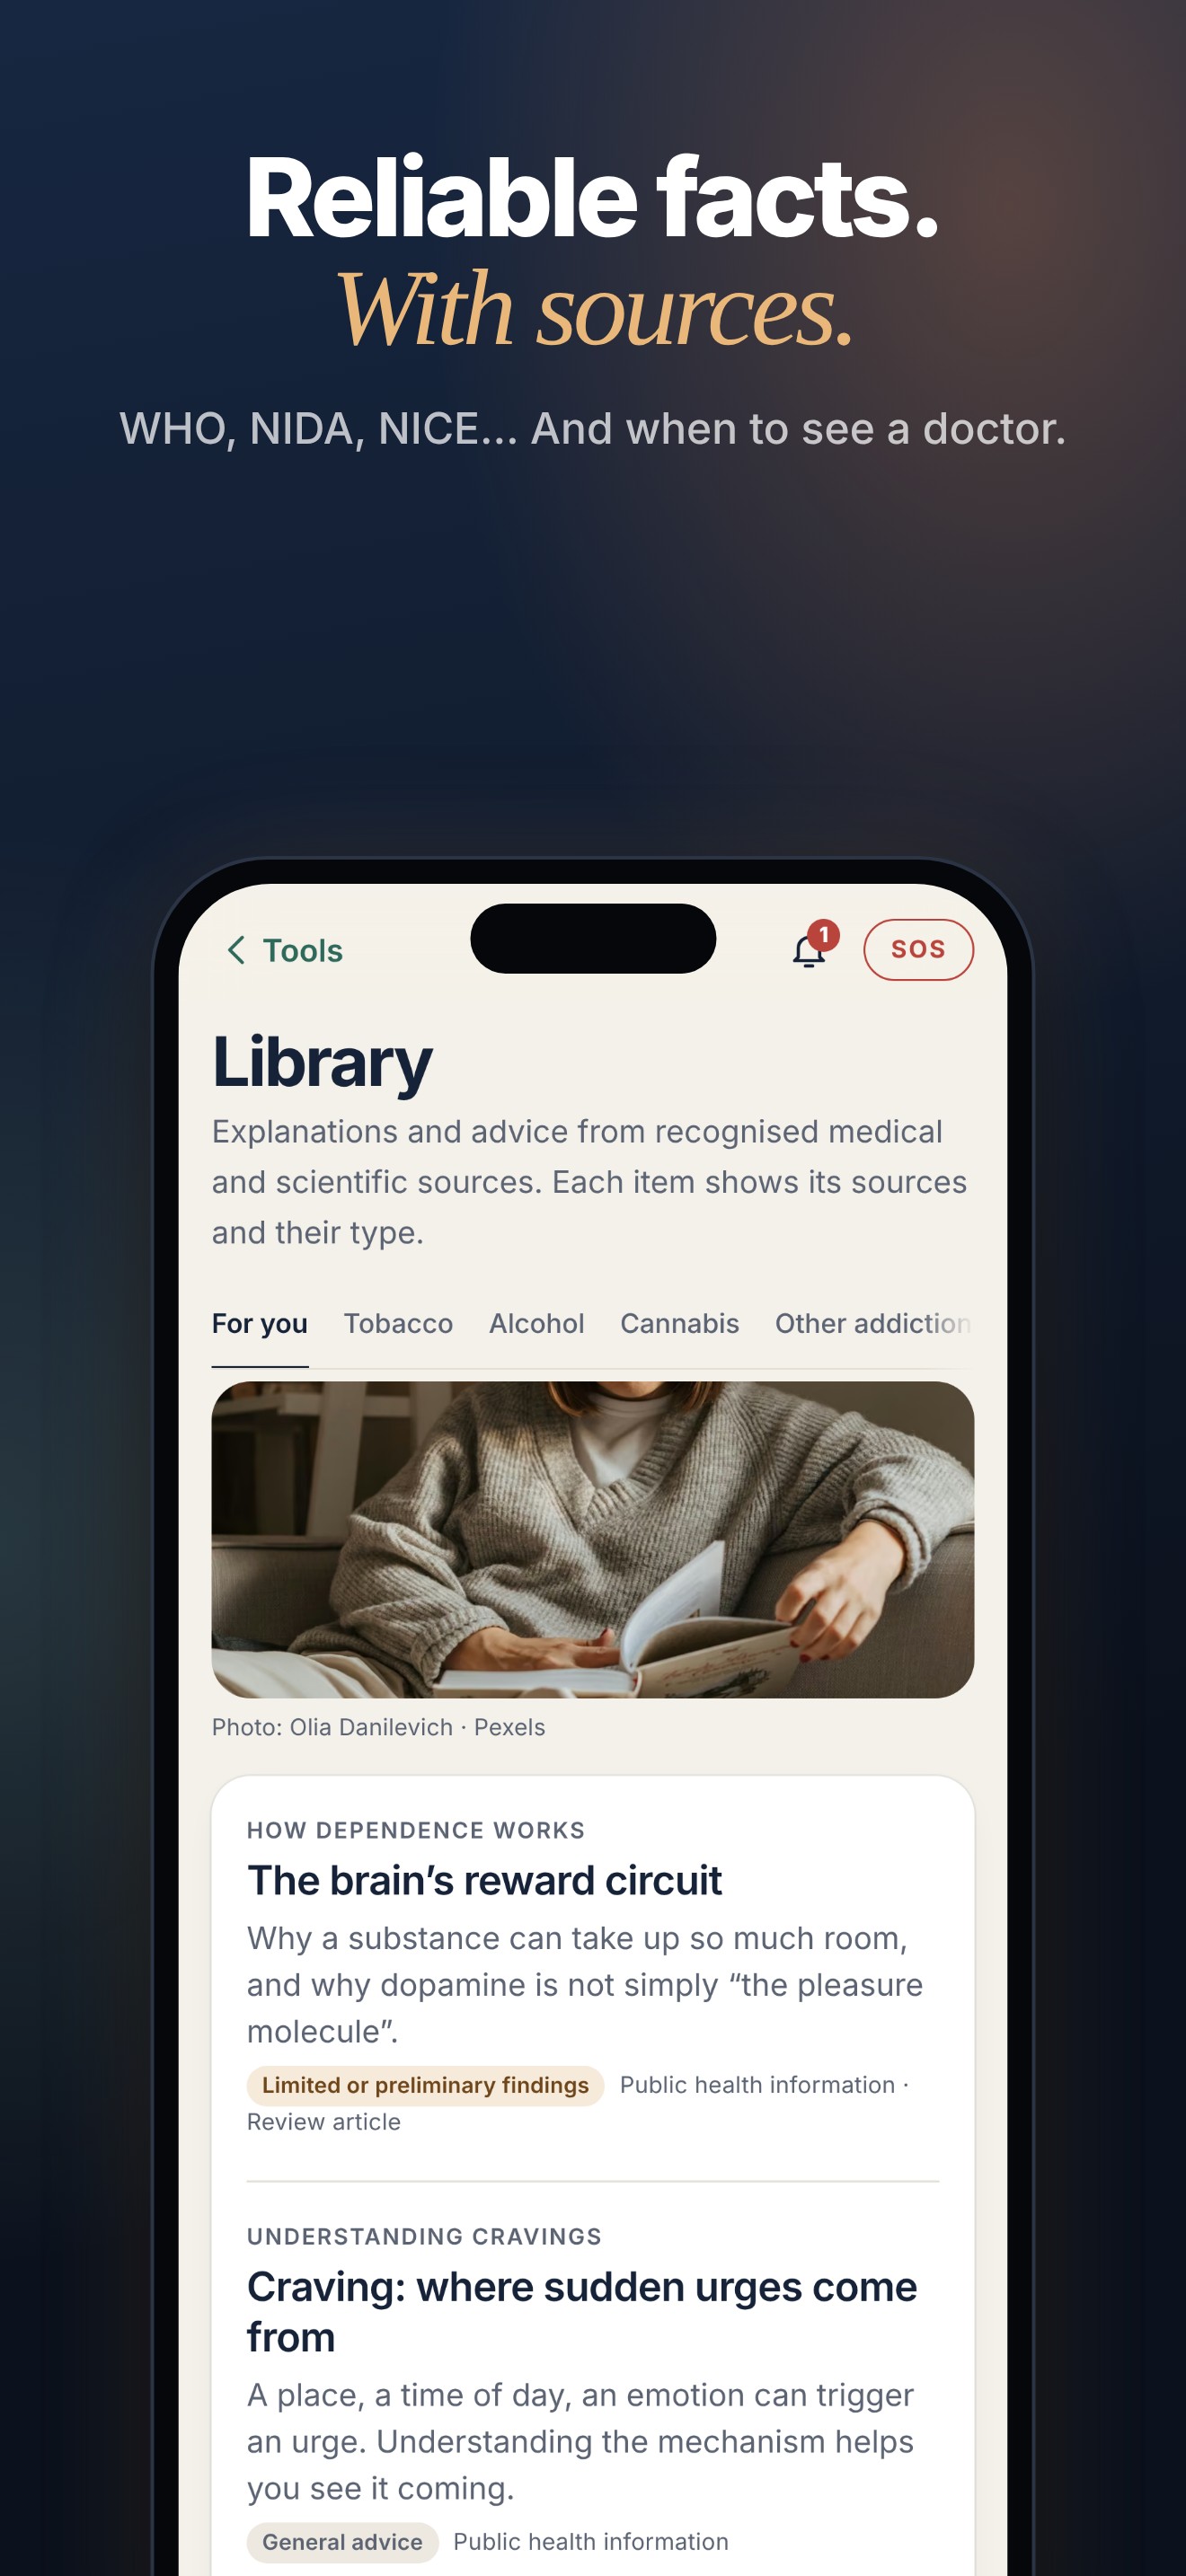 Reliable facts.
With sources.
WHO, NIDA, NICE... And when to see a doctor.
Tools
1
SOS
Library
Explanations and advice from recognised medical
and scientific sources. Each item shows its sources
and their type.
For you Tobacco Alcohol Cannabis Other addiction
Photo: Olia Danilevich · Pexels
HOW DEPENDENCE WORKS
The brain’s reward circuit
Why a substance can take up so much room,
and why dopamine is not simply “the pleasure
molecule”.
Limited or preliminary findings Public health information ·
Review article
UNDERSTANDING CRAVINGS
Craving: where sudden urges come
from
A place, a time of day, an emotion can trigger
an urge. Understanding the mechanism helps
you see it coming.
General advice Public health information